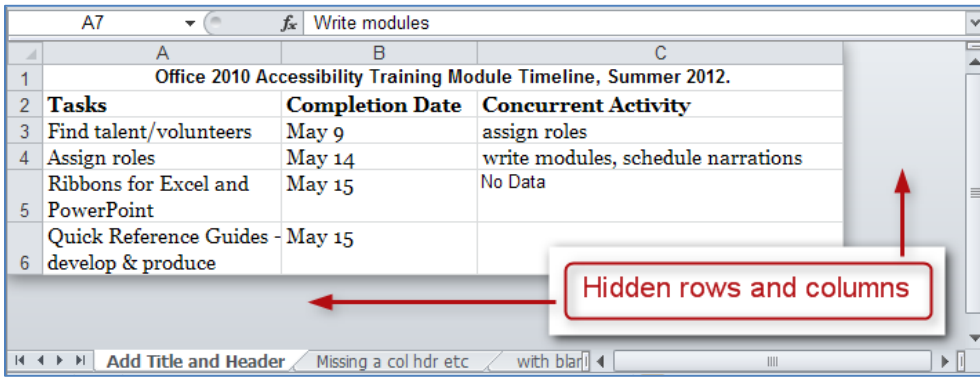 A7 fx Write modules
A B C
1 Office 2010 Accessibility Training Module Timeline, Summer 2012.
2 Tasks Completion Date Concurrent Activity
3 Find talent/volunteers May 9 assign roles
4 Assign roles May 14 write modules, schedule narrations
Ribbons for Excel and May 15 No Data
5 PowerPoint
Quick Reference Guides - May 15
6 develop & produce
Hidden rows and columns
Add Title and Header Missing a col hdr etc with blan